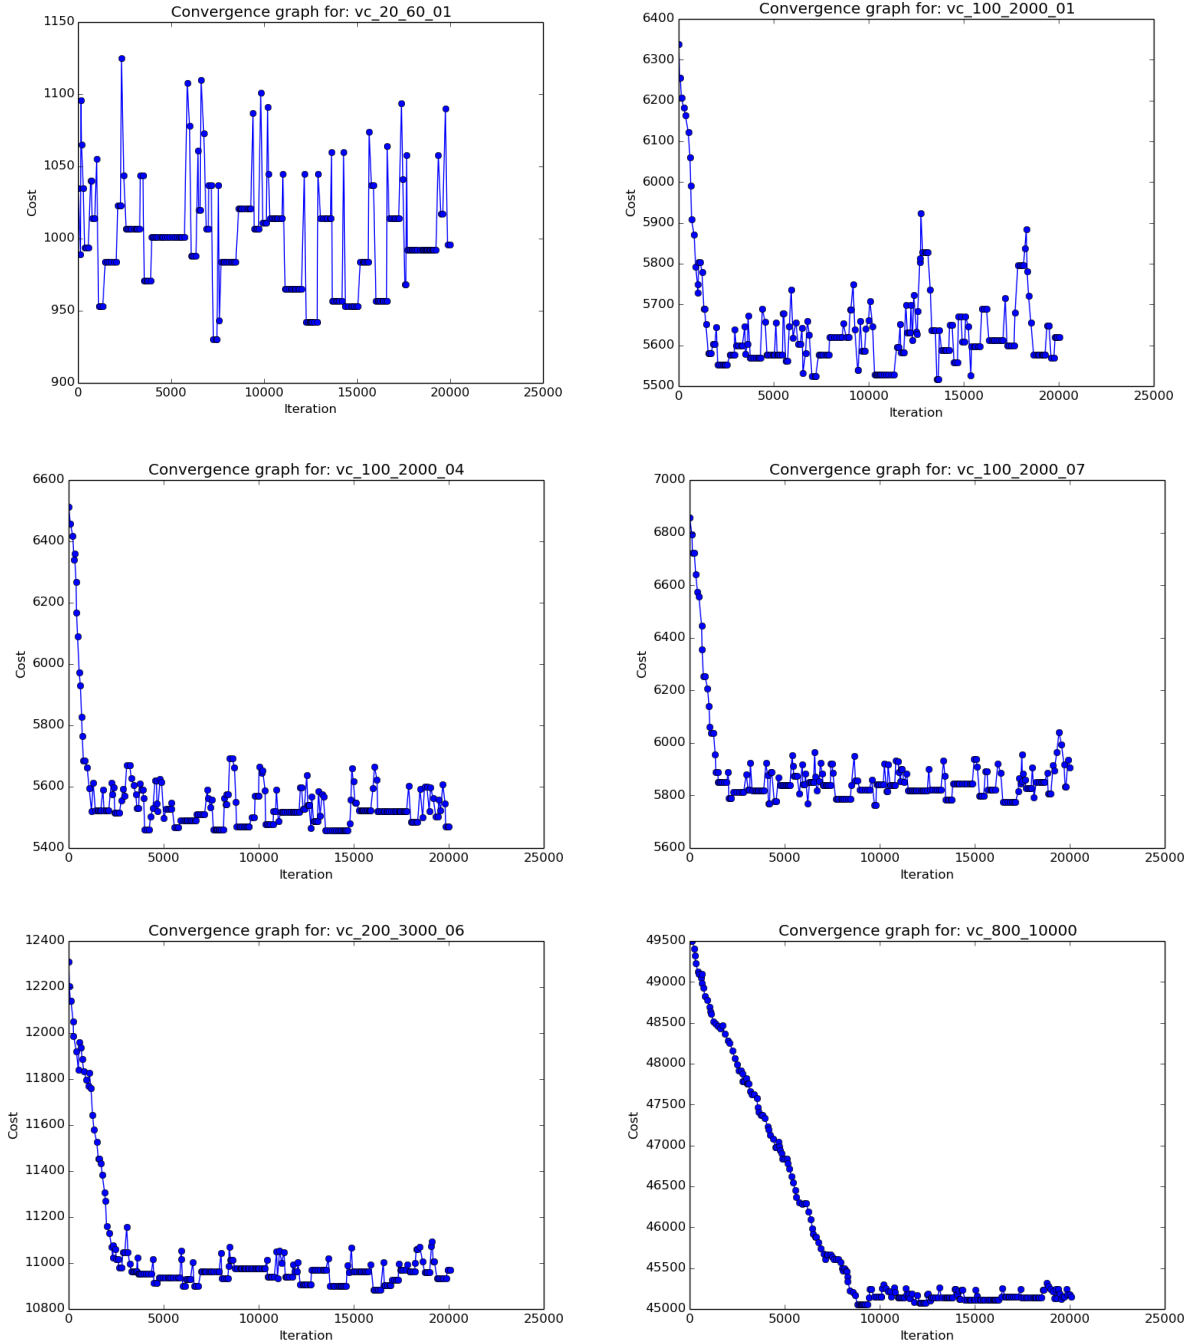 Convergence graph for: vc_20_60_01
1150
1100
1050
1000
950
900
Cost
0 5000 10000 15000 20000 25000
Iteration
Convergence graph for: vc_100_2000_01
6400
6300
6200
6100
6000
5900
5800
5700
5600
5500
Cost
0 5000 10000 15000 20000 25000
Iteration
Convergence graph for: vc_100_2000_04
6600
6400
6200
6000
5800
5600
5400
Cost
0 5000 10000 15000 20000 25000
Iteration
Convergence graph for: vc_100_2000_07
7000
6800
6600
6400
6200
6000
5800
5600
Cost
0 5000 10000 15000 20000 25000
Iteration
Convergence graph for: vc_200_3000_06
12400
12200
12000
11800
11600
11400
11200
11000
10800
Cost
0 5000 10000 15000 20000 25000
Iteration
Convergence graph for: vc_800_10000
49500
49000
48500
48000
47500
47000
46500
46000
45500
45000
Cost
0 5000 10000 15000 20000 25000
Iteration